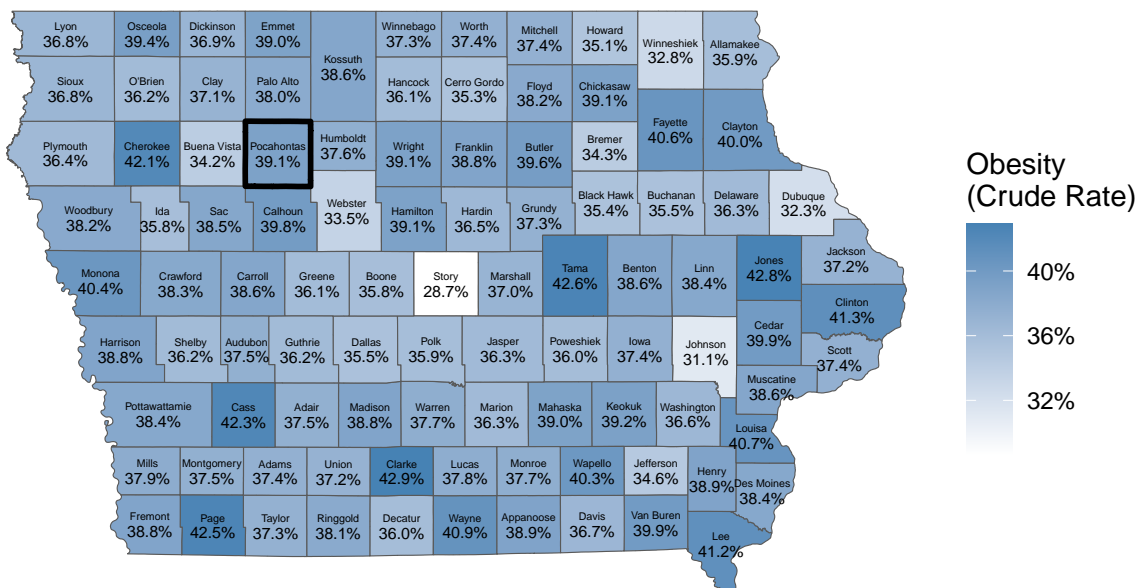 Lyon
36.8%
Osceola
39.4%
Dickinson
36.9%
Emmet
39.0%
Kossuth
38.6%
Winnebago
37.3%
Worth
37.4%
Mitchell
37.4%
Howard
35.1%
Winneshiek
32.8%
Allamakee
35.9%
Sioux
36.8%
O'Brien
36.2%
Clay
37.1%
Palo Alto
38.0%
Hancock
36.1%
Cerro Gordo
35.3%
Floyd
38.2%
Chickasaw
39.1%
Fayette
40.6%
Clayton
40.0%
Plymouth
36.4%
Cherokee
42.1%
Buena Vista
34.2%
Pocahontas
39.1%
Humboldt
37.6%
Wright
39.1%
Franklin
38.8%
Butler
39.6%
Bremer
34.3%
Woodbury
38.2%
Ida
35.8%
Sac
38.5%
Calhoun
39.8%
Webster
33.5%
Hamilton
39.1%
Hardin
36.5%
Grundy
37.3%
Black Hawk
35.4%
Buchanan
35.5%
Delaware
36.3%
Dubuque
32.3%
Monona
40.4%
Crawford
38.3%
Carroll
38.6%
Greene
36.1%
Boone
35.8%
Story
28.7%
Marshall
37.0%
Tama
42.6%
Benton
38.6%
Linn
38.4%
Jones
42.8%
Jackson
37.2%
Clinton
41.3%
Harrison
38.8%
Shelby
36.2%
Audubon
37.5%
Guthrie
36.2%
Dallas
35.5%
Polk
35.9%
Jasper
36.3%
Poweshiek
36.0%
Iowa
37.4%
Johnson
31.1%
Cedar
39.9%
Scott
37.4%
Muscatine
38.6%
Pottawattamie
38.4%
Cass
42.3%
Adair
37.5%
Madison
38.8%
Warren
37.7%
Marion
36.3%
Mahaska
39.0%
Keokuk
39.2%
Washington
36.6%
Louisa
40.7%
Mills
37.9%
Montgomery
37.5%
Adams
37.4%
Union
37.2%
Clarke
42.9%
Lucas
37.8%
Monroe
37.7%
Wapello
40.3%
Jefferson
34.6%
Henry
38.9%
Des Moines
38.4%
Fremont
38.8%
Page
42.5%
Taylor
37.3%
Ringgold
38.1%
Decatur
36.0%
Wayne
40.9%
Appanoose
38.9%
Davis
36.7%
Van Buren
39.9%
Lee
41.2%
Obesity
(Crude Rate)
40%
36%
32%